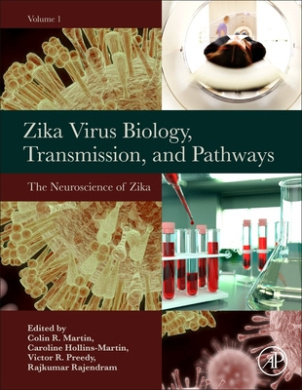 Volume 1
Zika Virus Biology,
Transmission, and Pathways
The Neuroscience of Zika
Edited by
Colin R. Martin
Caroline Hollins-Martin
Victor R. Preedy
Rajkumar Rajendram
AP